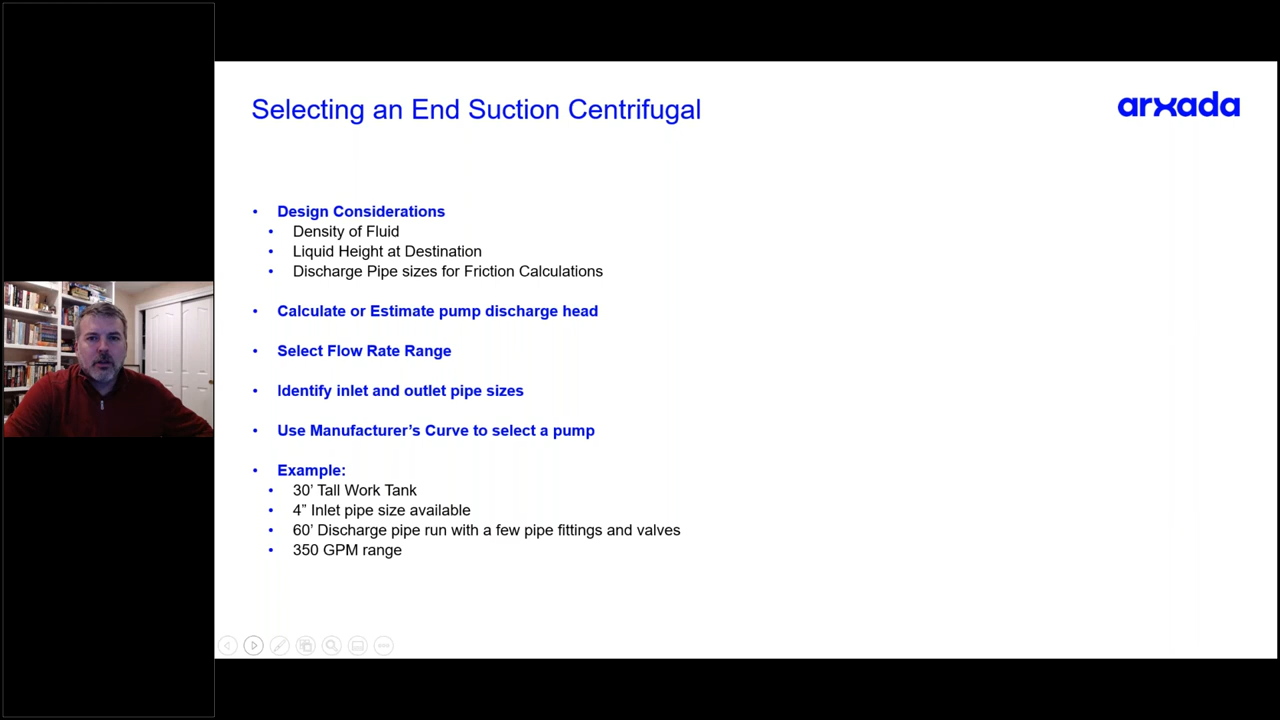 Selecting an End Suction Centrifugal
arxada
• Design Considerations
• Density of Fluid
• Liquid Height at Destination
• Discharge Pipe sizes for Friction Calculations
• Calculate or Estimate pump discharge head
• Select Flow Rate Range
• Identify inlet and outlet pipe sizes
• Use Manufacturer’s Curve to select a pump
• Example:
• 30’ Tall Work Tank
• 4” Inlet pipe size available
• 60’ Discharge pipe run with a few pipe fittings and valves
• 350 GPM range